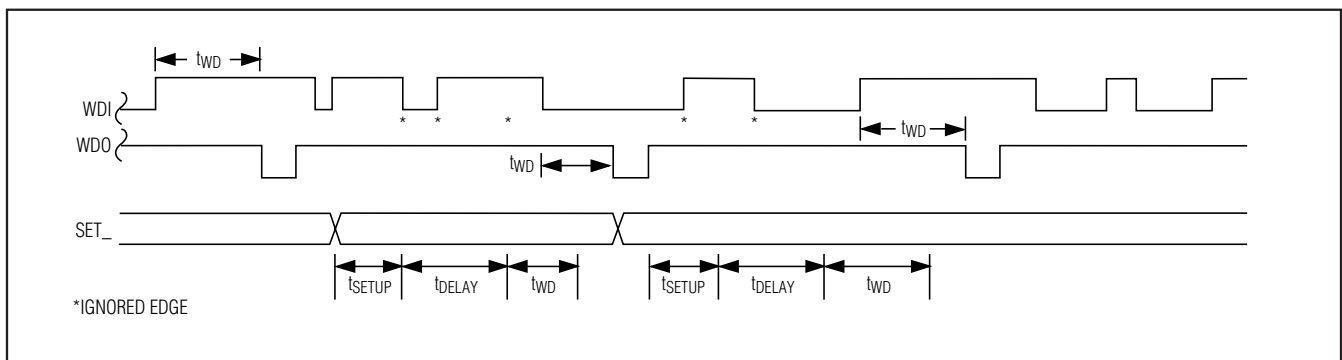 tWD
WDI
* * * * *
tWD
WDO
tWD
SET_
tSETUP tDELAY tWD tSETUP tDELAY tWD
*IGNORED EDGE